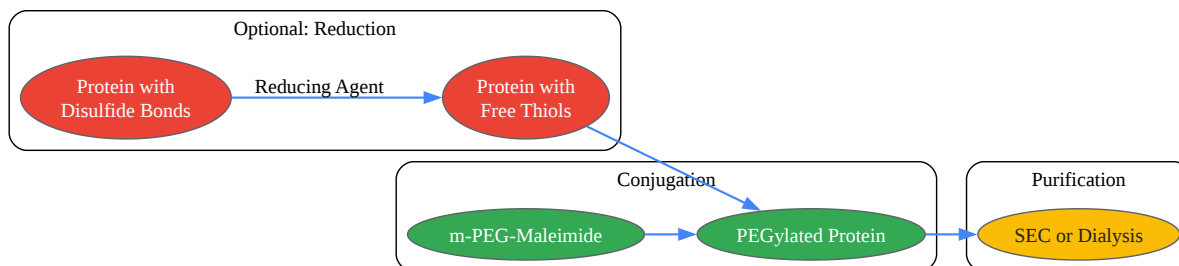 Optional: Reduction
Protein with
Disulfide Bonds
Reducing Agent
Protein with
Free Thiols
Conjugation
m-PEG-Maleimide
PEGylated Protein
Purification
SEC or Dialysis